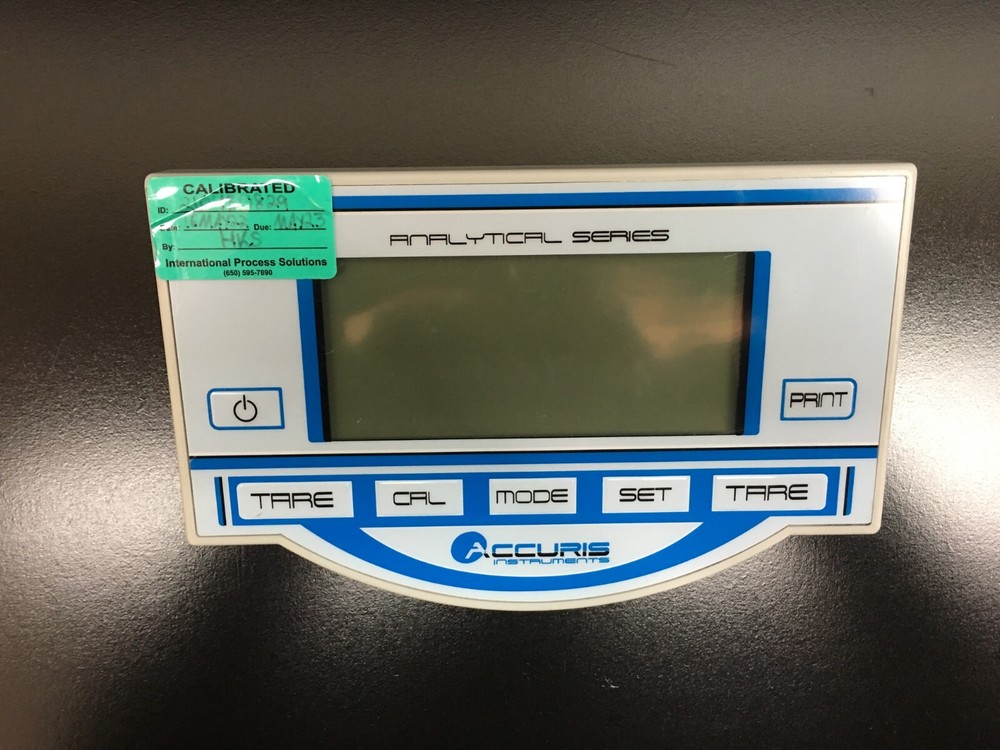 CALIBRATED
ID:
Date: Due:
By: HKS
International Process Solutions
(650) 595-7890
ANALYTICAL SERIES
PRINT
TARE CAL MODE SET TARE
ACCURIS
INSTRUMENTS